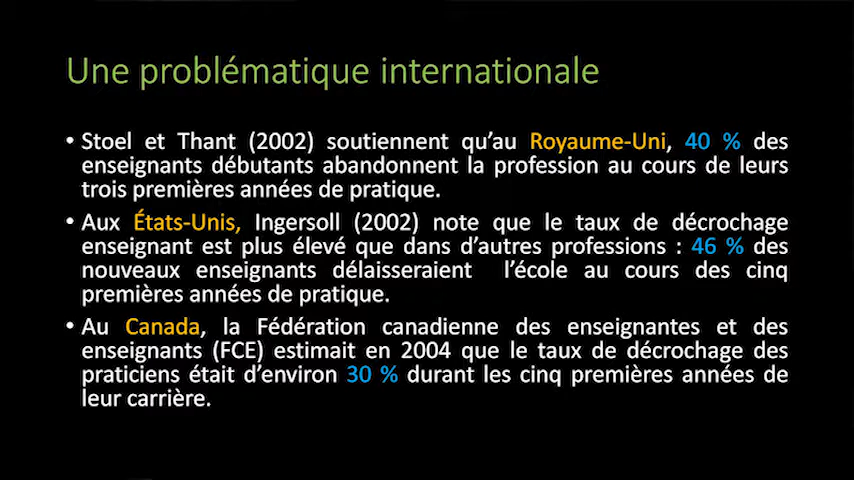 Une problématique internationale
• Stoel et Thant (2002) soutiennent qu'au Royaume-Uni, 40 % des
enseignants débutants abandonnent la profession au cours de leurs
trois premières années de pratique.
• Aux États-Unis, Ingersoll (2002) note que le taux de décrochage
enseignant est plus élevé que dans d'autres professions : 46 % des
nouveaux enseignants délaisseraient l'école au cours des cinq
premières années de pratique.
• Au Canada, la Fédération canadienne des enseignantes et des
enseignants (FCE) estimait en 2004 que le taux de décrochage des
praticiens était d'environ 30 % durant les cinq premières années de
leur carrière.